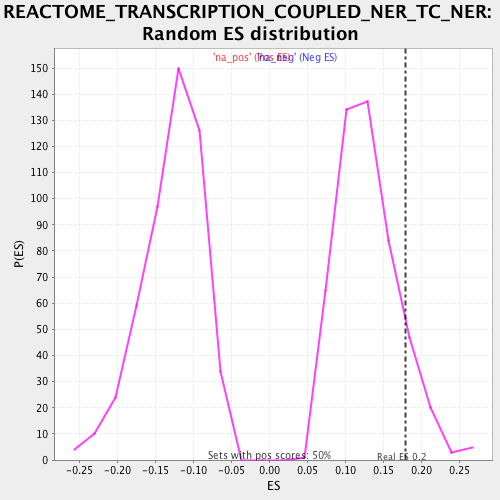 REACTOME_TRANSCRIPTION_COUPLED_NER_TC_NER:
Random ES distribution
'na_pos' (Pos ES) 'na_neg' (Neg ES)
150
140
130
120
110
100
90
80
70
60
50
40
30
20
10
0
P(ES)
Sets with pos scores: 50%
Real ES 0.2
-0.25 -0.20 -0.15 -0.10 -0.05 0.00 0.05 0.10 0.15 0.20 0.25
ES